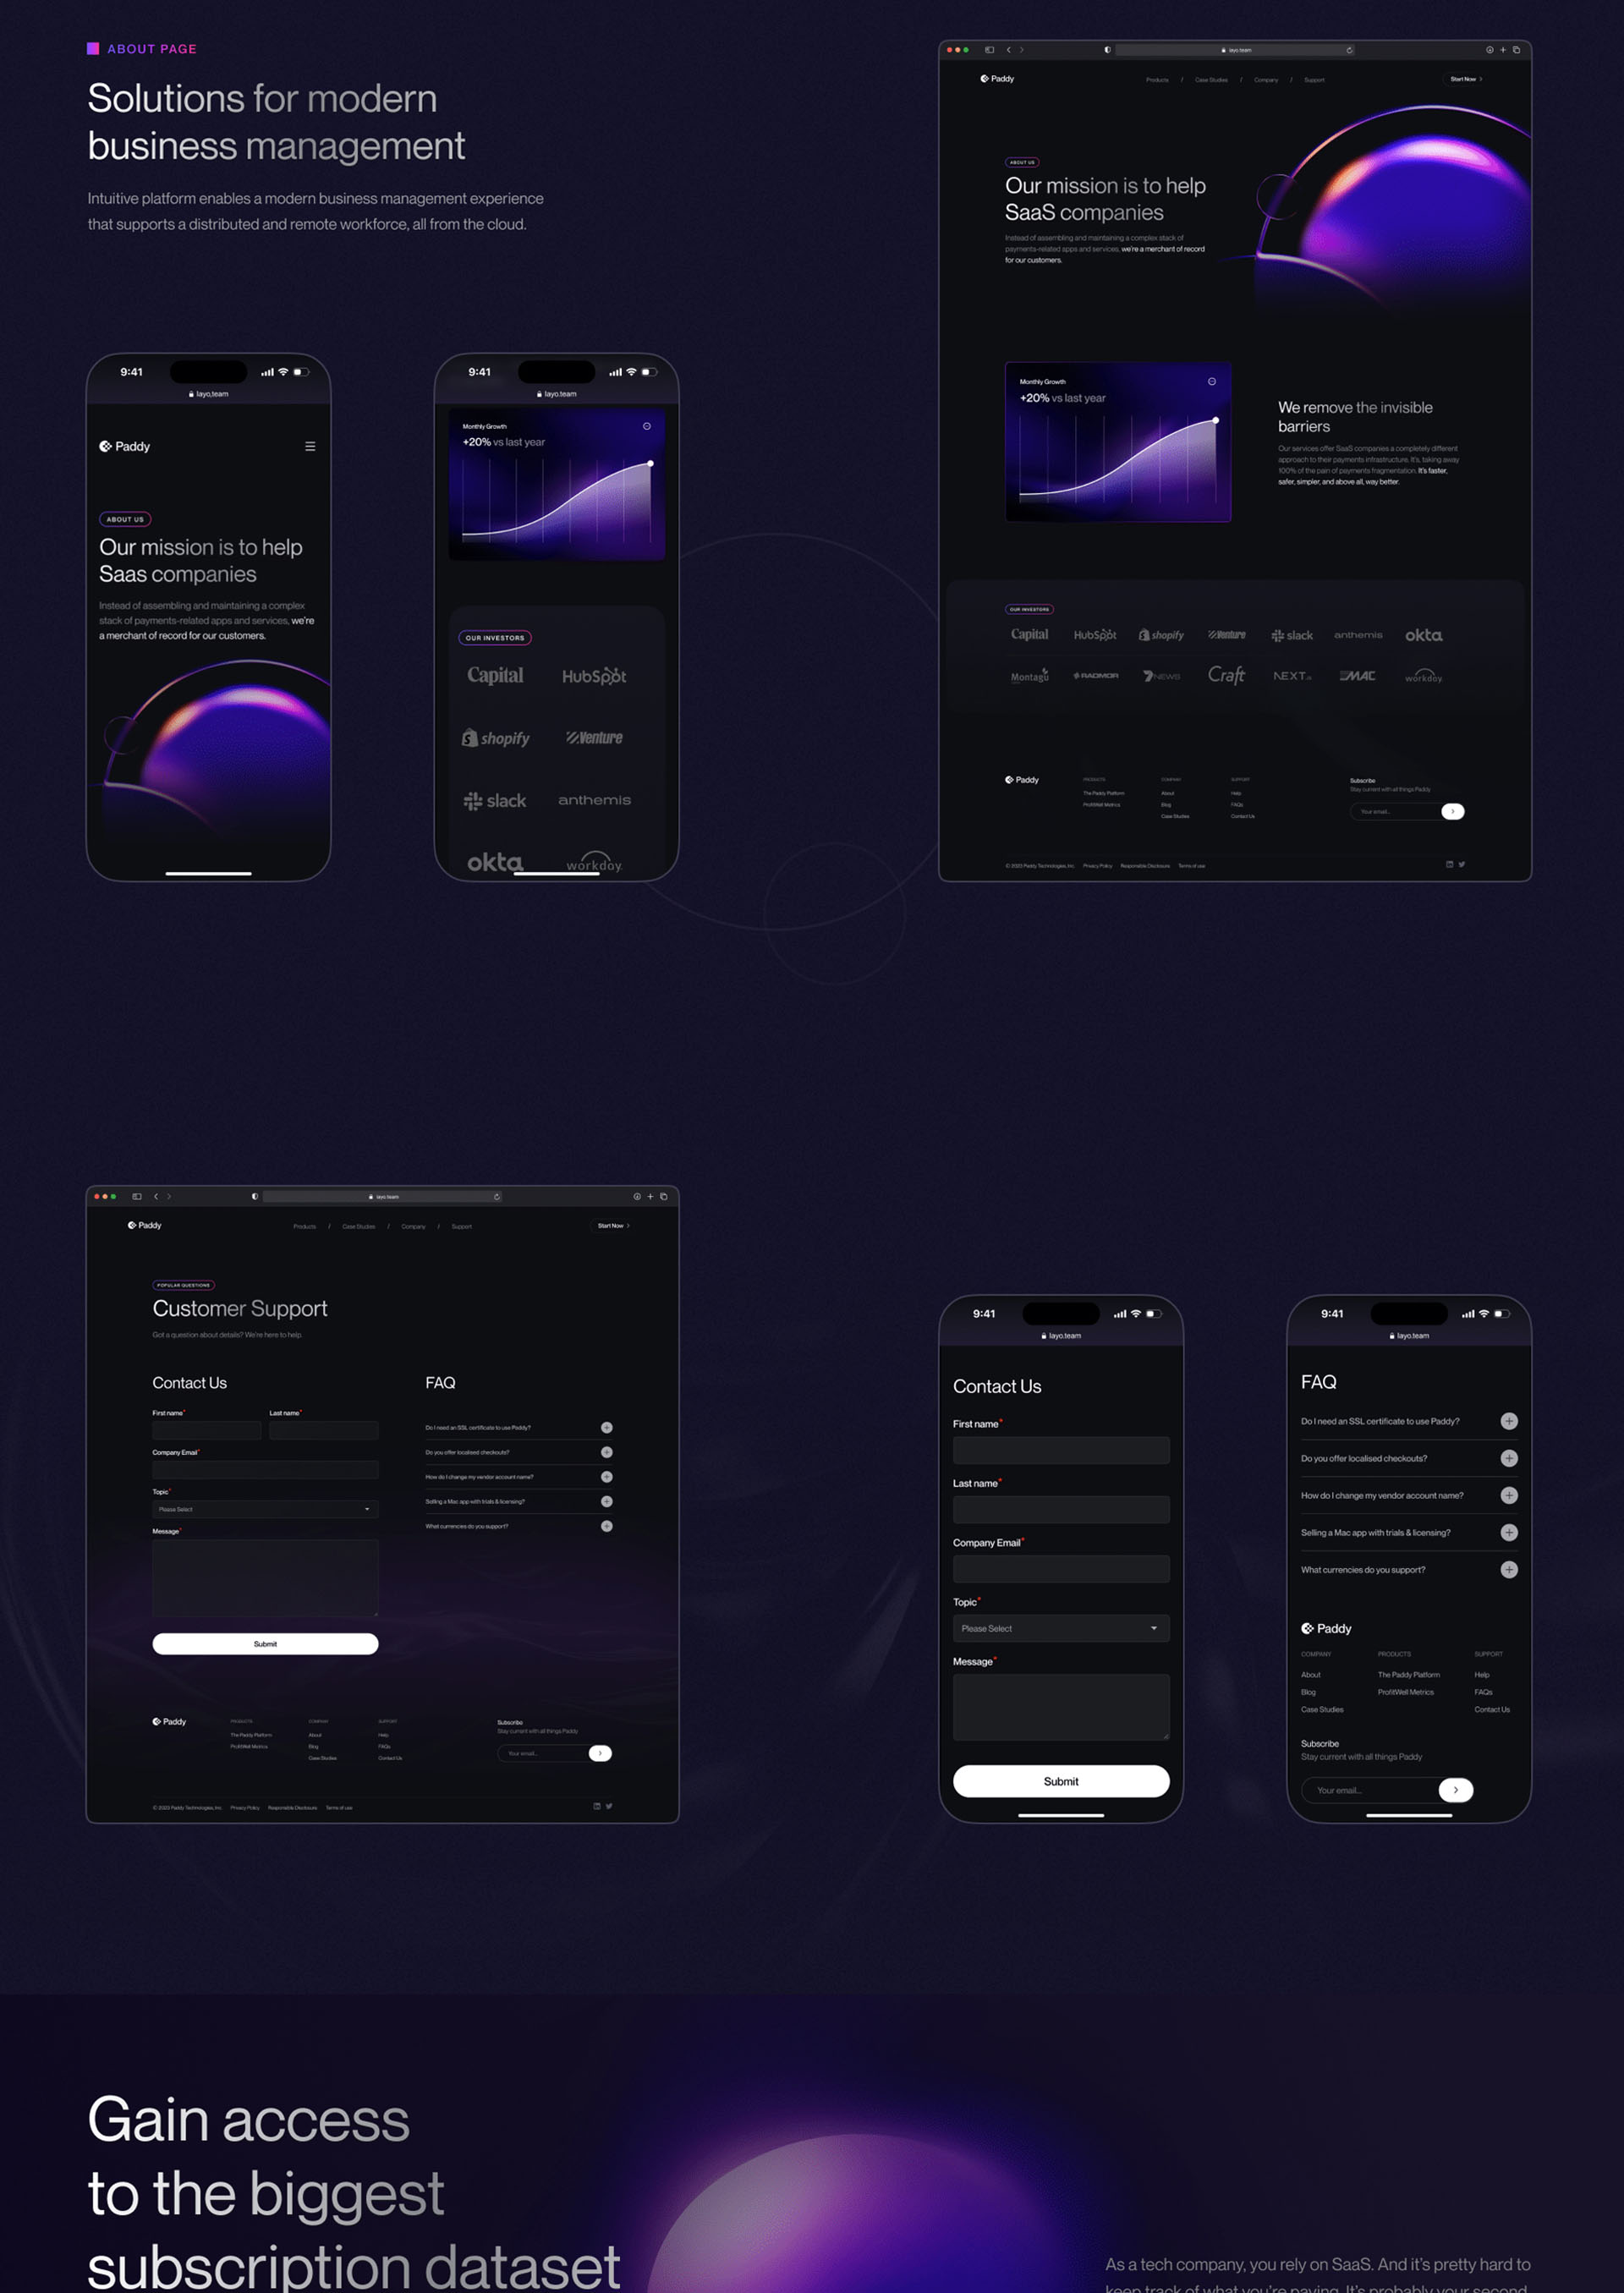 ABOUT PAGE
Solutions for modern
business management
Intuitive platform enables a modern business management experience
that supports a distributed and remote workforce, all from the cloud.
9:41
layo.team
Paddy
ABOUT US
Our mission is to help
Saas companies
Instead of assembling and maintaining a complex
stack of payments-related apps and services, we're
a merchant of record for our customers.
9:41
layo.team
Monthly Growth
+20% vs last year
OUR INVESTORS
Capital HubSpot
shopify Venture
slack anthemis
okta workday.
layo.team
Paddy Products / Case Studies / Company / Support Start Now
ABOUT US
Our mission is to help
SaaS companies
Instead of assembling and maintaining a complex stack of
payments-related apps and services, we're a merchant of record
for our customers.
Monthly Growth
+20% vs last year
We remove the invisible
barriers
Our services offer SaaS companies a completely different
approach to their payments infrastructure. It's, taking away
100% of the pain of payments fragmentation. It's faster,
safer, simpler, and above all, way better.
OUR INVESTORS
Capital HubSpot shopify Venture slack anthemis okta
Montagu RADMOR 7NEWS Craft NEXT.JS MAC workday.
Paddy
PRODUCTS
The Paddy Platform
ProfitWell Metrics
COMPANY
About
Blog
Case Studies
SUPPORT
Help
FAQs
Contact Us
Subscribe
Stay current with all things Paddy
Your email...
© 2023 Paddy Technologies, Inc. Privacy Policy Responsible Disclosure Terms of use
layo.team
Paddy Products / Case Studies / Company / Support Start Now
POPULAR QUESTIONS
Customer Support
Got a question about details? We're here to help.
Contact Us
First name* Last name*
Company Email*
Topic*
Please Select
Message*
Submit
FAQ
Do I need an SSL certificate to use Paddy?
Do you offer localised checkouts?
How do I change my vendor account name?
Selling a Mac app with trials & licensing?
What currencies do you support?
Paddy
PRODUCTS
The Paddy Platform
ProfitWell Metrics
COMPANY
About
Blog
Case Studies
SUPPORT
Help
FAQs
Contact Us
Subscribe
Stay current with all things Paddy
Your email...
© 2023 Paddy Technologies, Inc. Privacy Policy Responsible Disclosure Terms of use
9:41
layo.team
Contact Us
First name*
Last name*
Company Email*
Topic*
Please Select
Message*
Submit
9:41
layo.team
FAQ
Do I need an SSL certificate to use Paddy?
Do you offer localised checkouts?
How do I change my vendor account name?
Selling a Mac app with trials & licensing?
What currencies do you support?
Paddy
COMPANY PRODUCTS SUPPORT
About The Paddy Platform Help
Blog ProfitWell Metrics FAQs
Case Studies Contact Us
Subscribe
Stay current with all things Paddy
Your email...
Gain access
to the biggest
subscription dataset
As a tech company, you rely on SaaS. And it's pretty hard to
keep track of what you're paying. It's probably your second